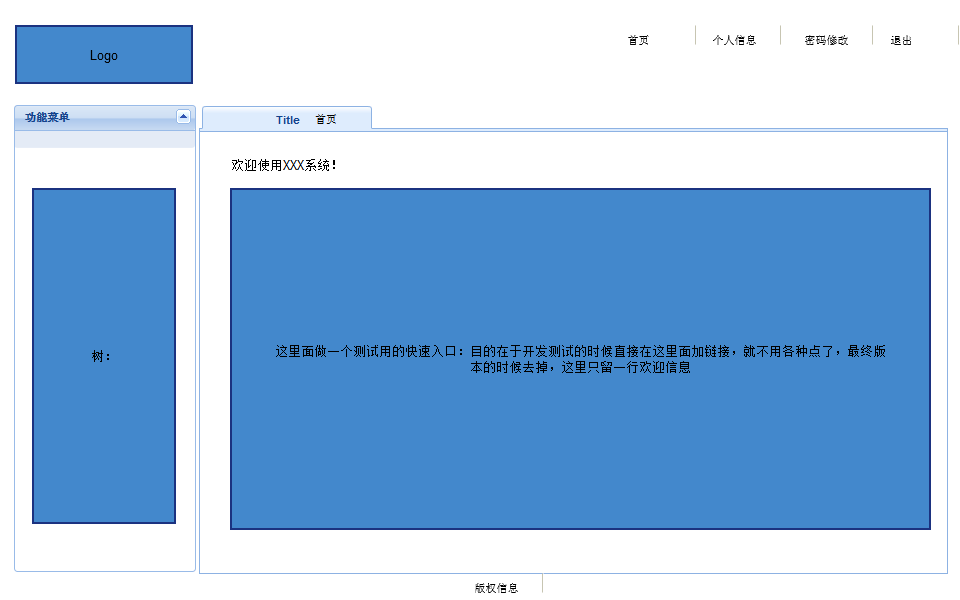 Logo
首页
个人信息
密码修改
退出
功能菜单
Title 首页
欢迎使用XXX系统！
树：
这里面做一个测试用的快速入口：目的在于开发测试的时候直接在这里面加链接，就不用各种点了，最终版
本的时候去掉，这里只留一行欢迎信息
版权信息